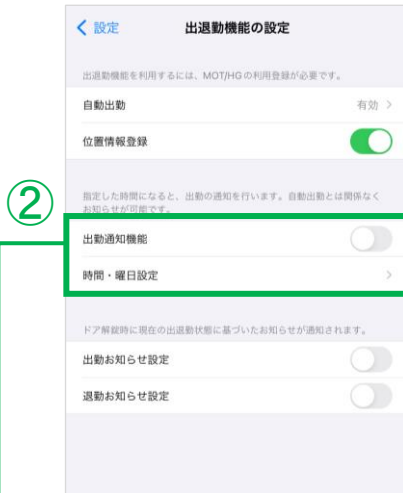 設定
出退勤機能の設定
出退勤機能を利用するには、MOT/HGの利用登録が必要です。
自動出勤 有効
位置情報登録
②
指定した時間になると、出勤の通知を行います。自動出勤とは関係なく
お知らせが可能です。
出勤通知機能
時間・曜日設定
ドア解錠時に現在の出退勤状態に基づいたお知らせが通知されます。
出勤お知らせ設定
退勤お知らせ設定